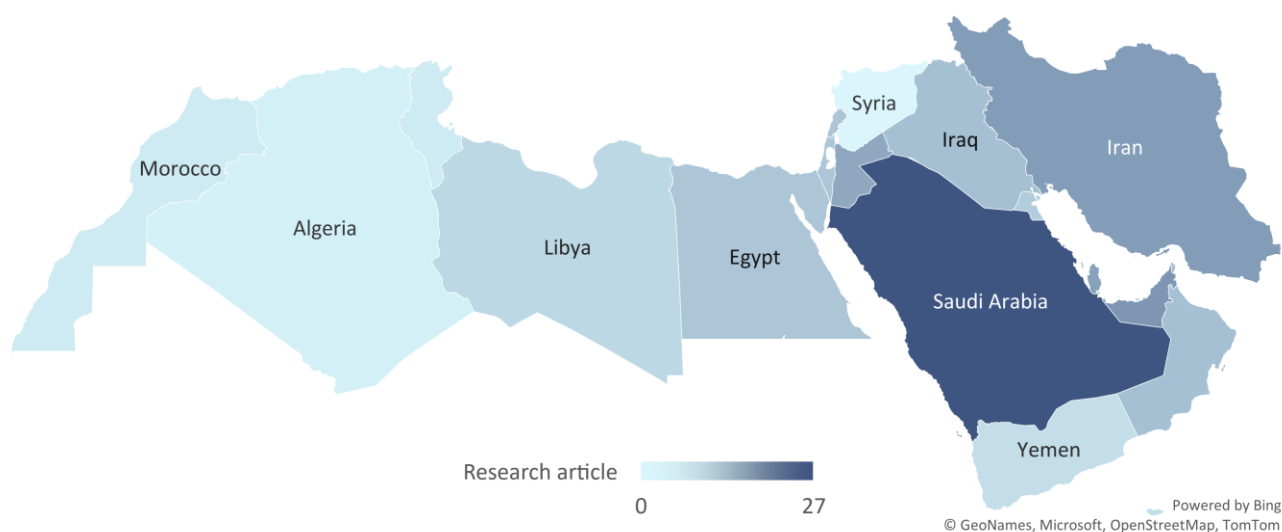 Syria
Iraq
Iran
Morocco
Algeria
Libya
Egypt
Saudi Arabia
Yemen
Research article
0
27
Powered by Bing
© GeoNames, Microsoft, OpenStreetMap, TomTom